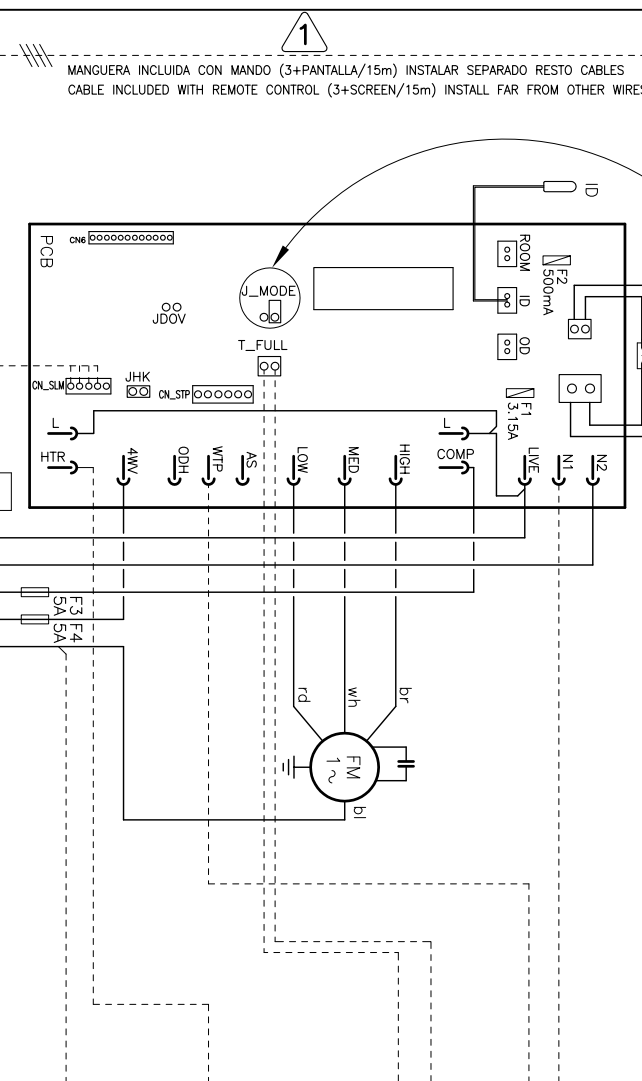 1
MANGUERA INCLUIDA CON MANDO (3+PANTALLA/15m) INSTALAR SEPARADO RESTO CABLES
CABLE INCLUDED WITH REMOTE CONTROL (3+SCREEN/15m) INSTALL FAR FROM OTHER WIRES
ID
PCB
CN6
ROOM
F2
500mA
J_MODE
ID
JDOV
T_FULL
OD
CN_SLM
JHK
CN_STP
F1
3.15A
L
L
HTR
4WV
ODH
WTP
AS
LOW
MED
HIGH
COMP
LIVE
N1
N2
F3
5A
F4
5A
rd
wh
br
FM
1 ~
bl